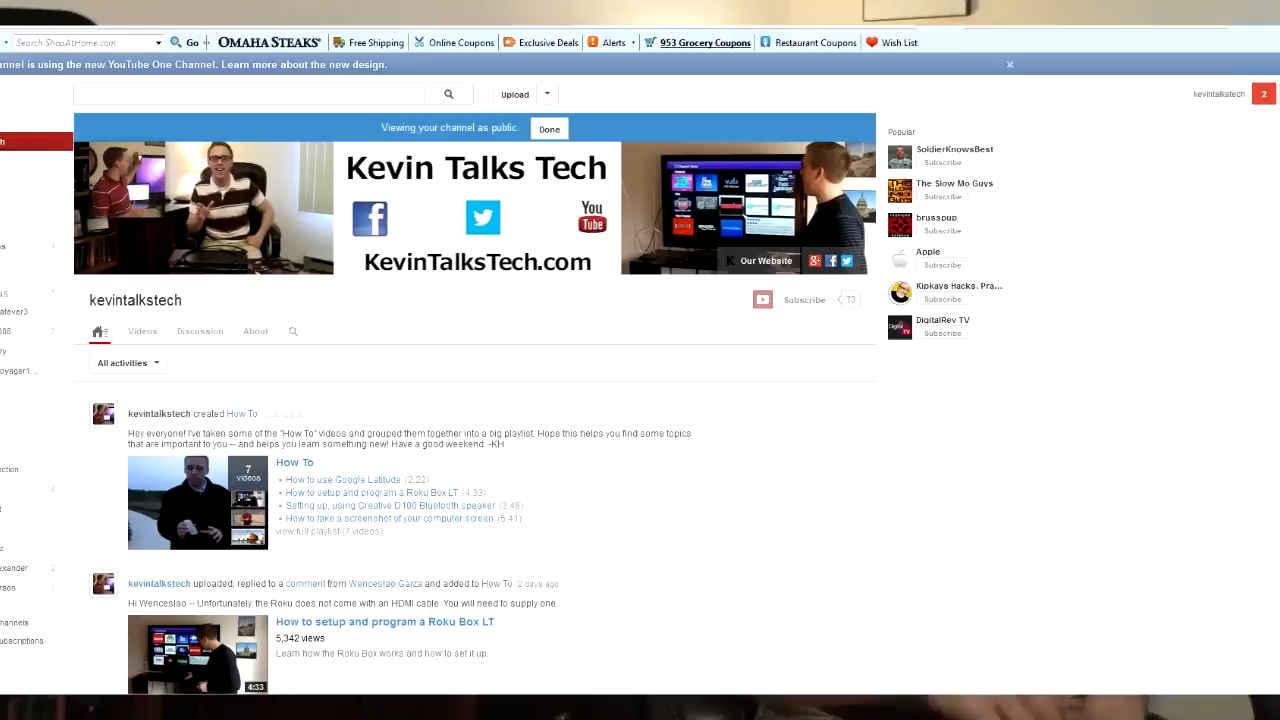 Search ShopAtHome.com Go OMAHA STEAKS Free Shipping Online Coupons Exclusive Deals Alerts 953 Grocery Coupons Restaurant Coupons Wish List
annel is using the new YouTube One Channel. Learn more about the new design.
Upload
kevintalkstech 2
Viewing your channel as public. Done
Kevin Talks Tech
You
Tube
KevinTalksTech.com
Our Website
kevintalkstech
Subscribe 73
Videos Discussion About
All activities
kevintalkstech created How To
Hey everyone! I've taken some of the "How To" videos and grouped them together into a big playlist. Hope this helps you find some topics
that are important to you -- and helps you learn something new! Have a good weekend. -KH
7
VIDEOS
How To
How to use Google Latitude (2:22)
How to setup and program a Roku Box LT (4:33)
Setting up, using Creative D100 Bluetooth speaker (3:48)
How to take a screenshot of your computer screen (5:41)
view full playlist (7 videos)
kevintalkstech uploaded, replied to a comment from Wenceslao Garza and added to How To 2 days ago
Hi Wenceslao -- Unfortunately, the Roku does not come with an HDMI cable. You will need to supply one.
How to setup and program a Roku Box LT
5,342 views
Learn how the Roku Box works and how to set it up.
4:33
Popular
SoldierKnowsBest
Subscribe
The Slow Mo Guys
Subscribe
brusspup
Subscribe
Apple
Subscribe
Kipkays Hacks, Pra...
Subscribe
DigitalRev TV
Subscribe
atever3
008
oyager1...
ction
exander
rson
hannels
ubscriptions